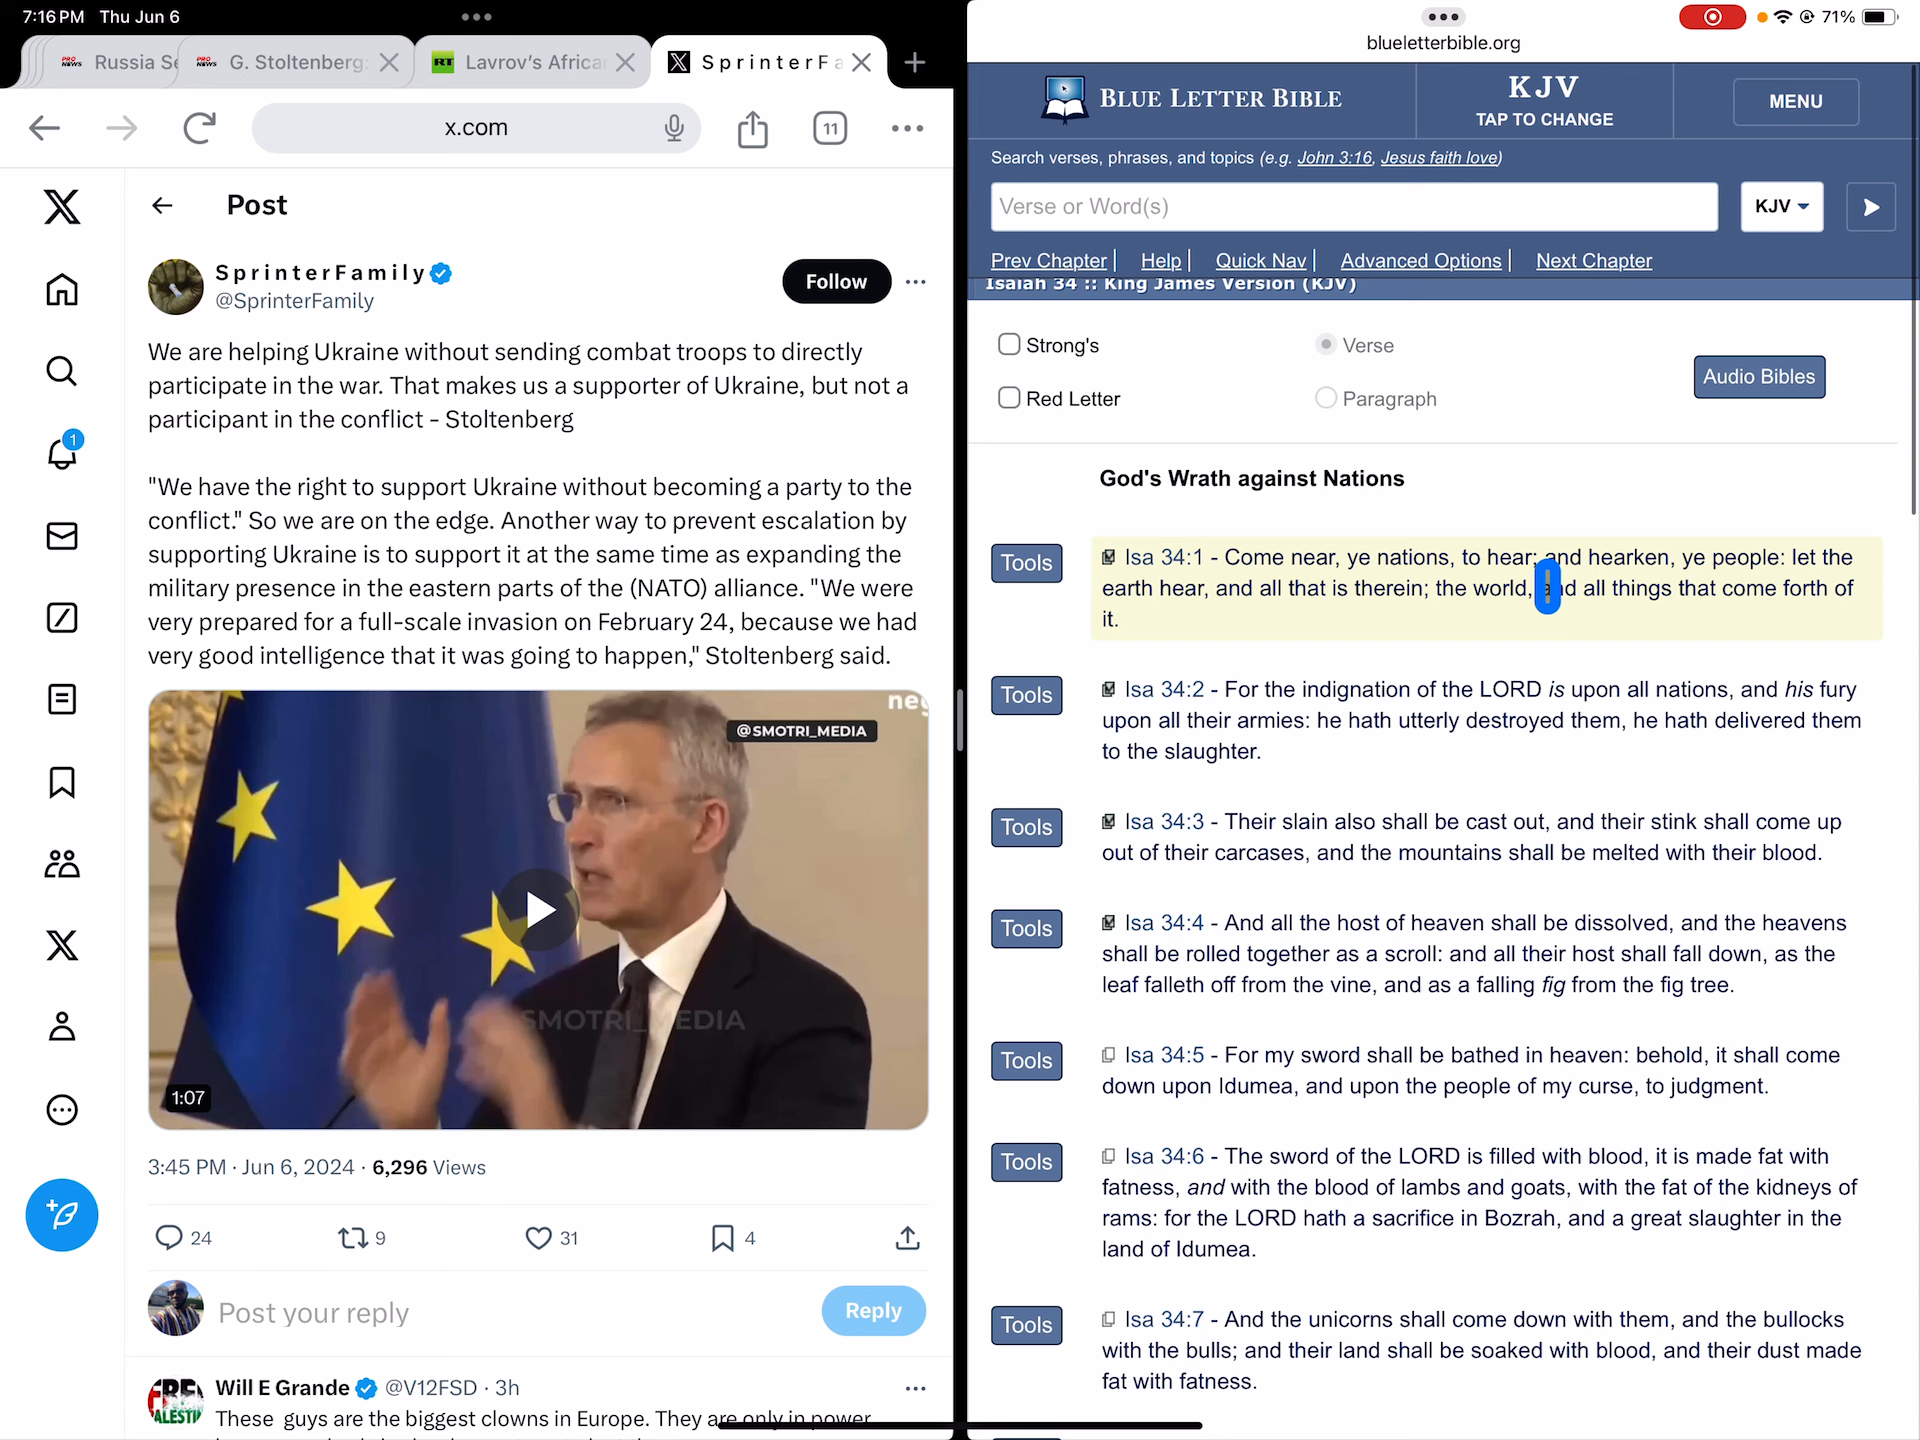 7:16 PM Thu Jun 6
Russia Se
G. Stoltenberg:
RT Lavrov's Africa
SprinterFa
x.com
11
Post
SprinterFamily
@SprinterFamily
Follow
We are helping Ukraine without sending combat troops to directly
participate in the war. That makes us a supporter of Ukraine, but not a
participant in the conflict - Stoltenberg
"We have the right to support Ukraine without becoming a party to the
conflict." So we are on the edge. Another way to prevent escalation by
supporting Ukraine is to support it at the same time as expanding the
military presence in the eastern parts of the (NATO) alliance. "We were
very prepared for a full-scale invasion on February 24, because we had
very good intelligence that it was going to happen," Stoltenberg said.
@SMOTRI_MEDIA
SMOTRI_MEDIA
1:07
3:45 PM · Jun 6, 2024 · 6,296 Views
24 9 31 4
Post your reply
Reply
1
Will E Grande @V12FSD · 3h
These guys are the biggest clowns in Europe. They are only in power
71%
blueletterbible.org
BLUE LETTER BIBLE
KJV
TAP TO CHANGE
MENU
Search verses, phrases, and topics (e.g. John 3:16, Jesus faith love)
Verse or Word(s)
KJV
Prev Chapter | Help | Quick Nav | Advanced Options | Next Chapter
Isaiah 34 :: King James Version (KJV)
Strong's
Verse
Red Letter
Paragraph
Audio Bibles
God's Wrath against Nations
Tools
Isa 34:1 - Come near, ye nations, to hear; and hearken, ye people: let the
earth hear, and all that is therein; the world, and all things that come forth of
it.
Tools
Isa 34:2 - For the indignation of the LORD is upon all nations, and his fury
upon all their armies: he hath utterly destroyed them, he hath delivered them
to the slaughter.
Tools
Isa 34:3 - Their slain also shall be cast out, and their stink shall come up
out of their carcases, and the mountains shall be melted with their blood.
Tools
Isa 34:4 - And all the host of heaven shall be dissolved, and the heavens
shall be rolled together as a scroll: and all their host shall fall down, as the
leaf falleth off from the vine, and as a falling fig from the fig tree.
Tools
Isa 34:5 - For my sword shall be bathed in heaven: behold, it shall come
down upon Idumea, and upon the people of my curse, to judgment.
Tools
Isa 34:6 - The sword of the LORD is filled with blood, it is made fat with
fatness, and with the blood of lambs and goats, with the fat of the kidneys of
rams: for the LORD hath a sacrifice in Bozrah, and a great slaughter in the
land of Idumea.
Tools
Isa 34:7 - And the unicorns shall come down with them, and the bullocks
with the bulls; and their land shall be soaked with blood, and their dust made
fat with fatness.